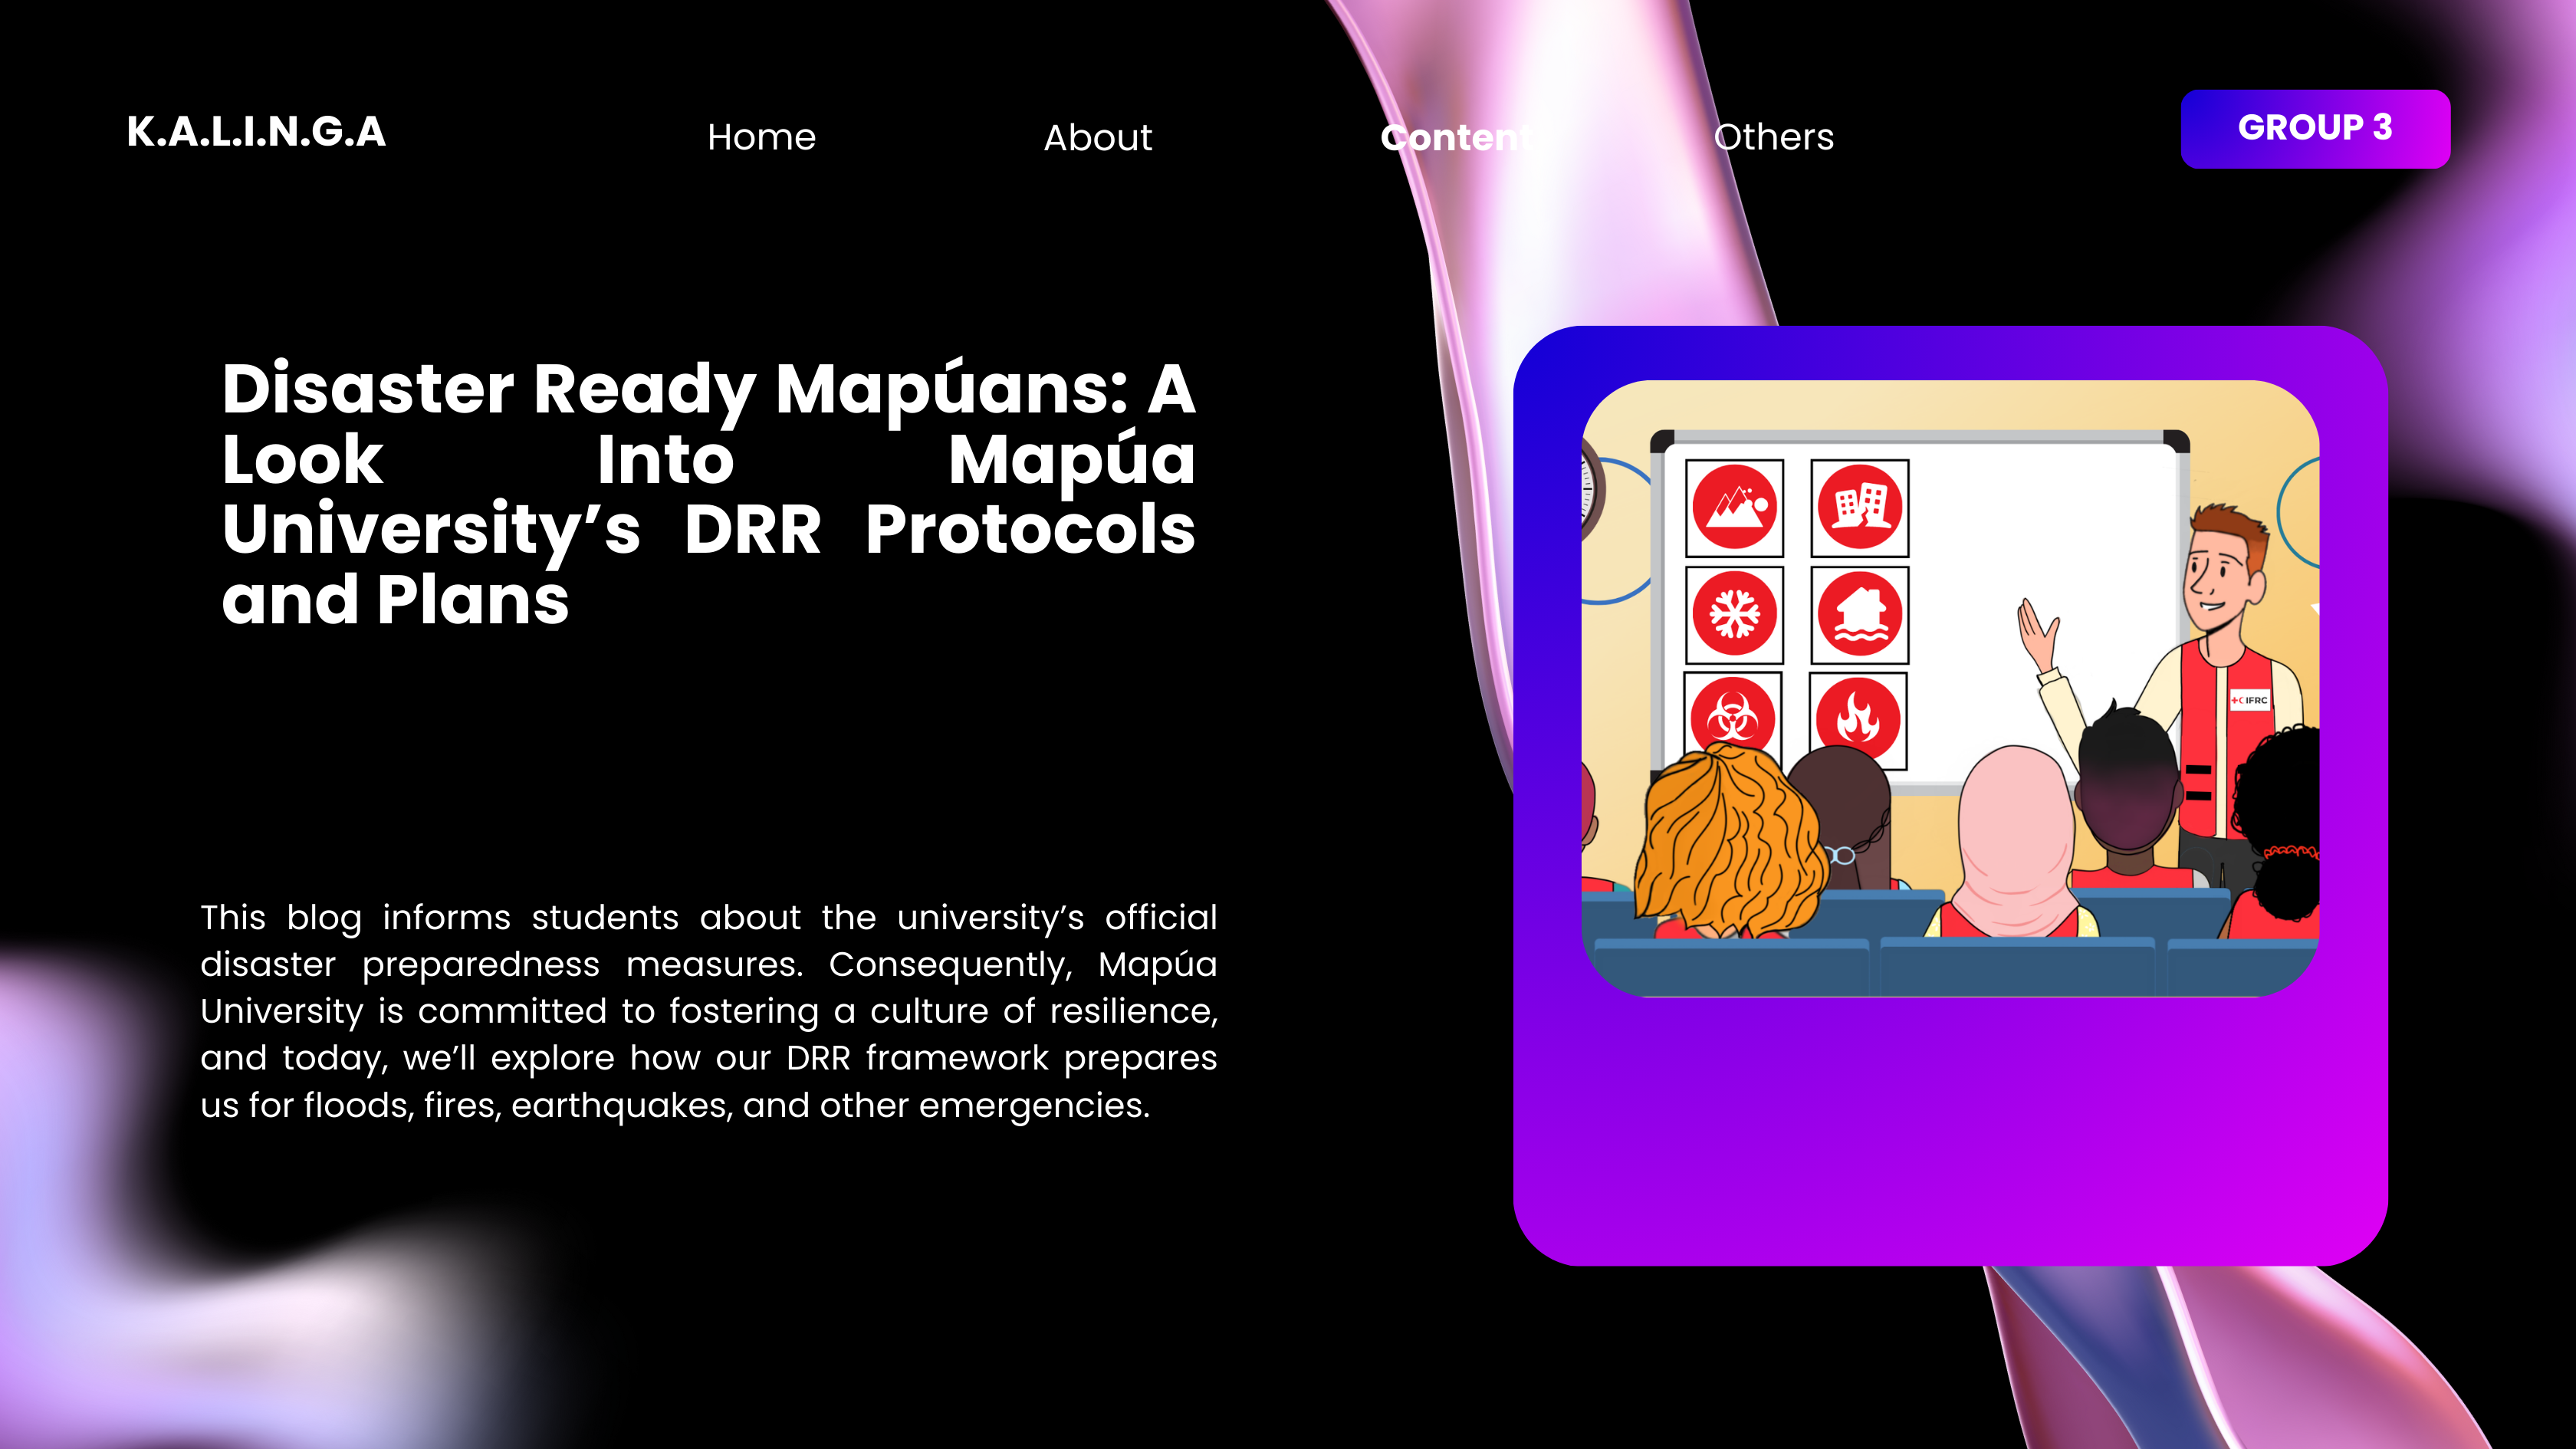 K.A.L.I.N.G.A
Home
About
Content
Others
GROUP 3
Disaster Ready Mapúans: A
Look Into Mapúa
University’s DRR Protocols
and Plans
This blog informs students about the university’s official
disaster preparedness measures. Consequently, Mapúa
University is committed to fostering a culture of resilience,
and today, we’ll explore how our DRR framework prepares
us for floods, fires, earthquakes, and other emergencies.
IFRC